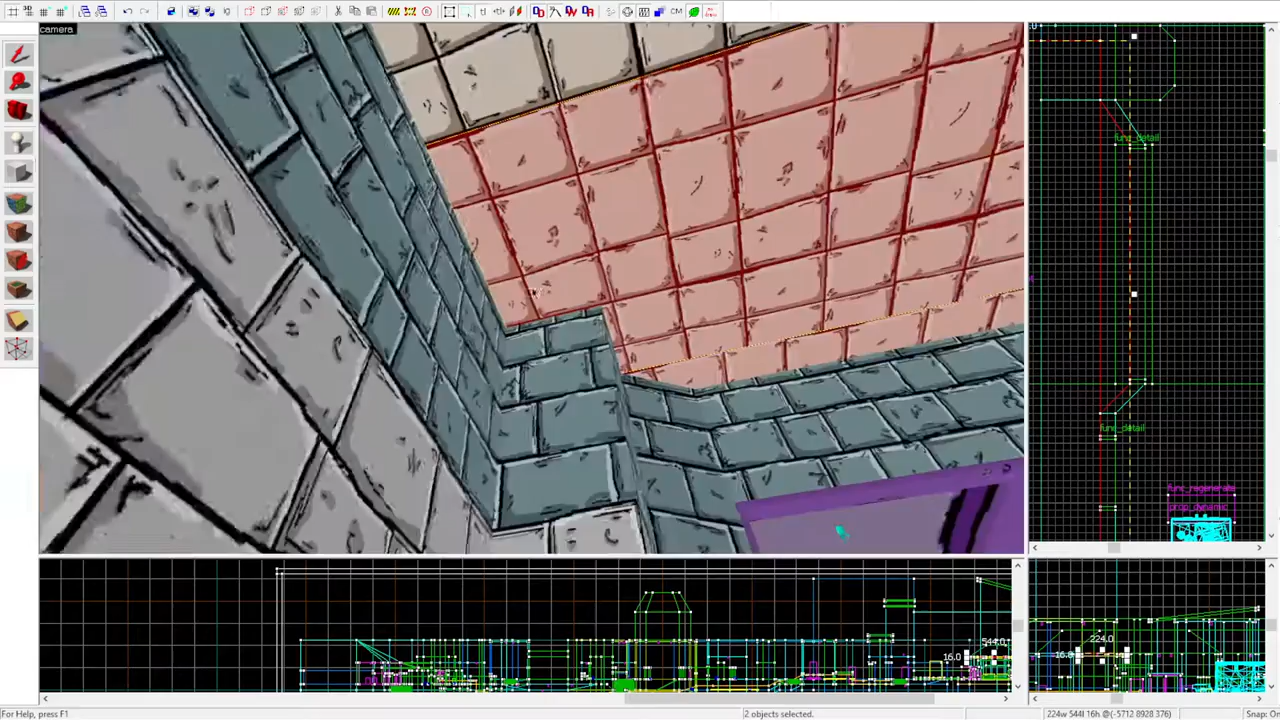 camera
CM
func_detail
func_detail
func_regenerate
prop_dynamic
544.0
16.0
224.0
16.0
For Help, press F1
2 objects selected.
224w 544l 16h @(-5712 8928 376)
Snap: On